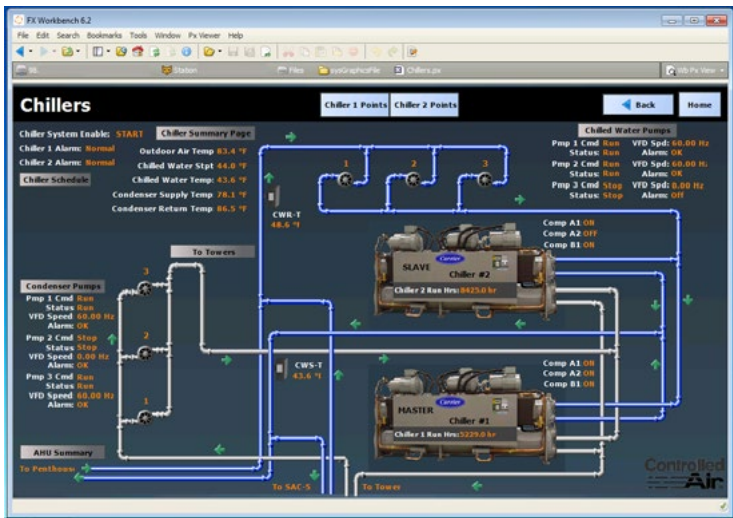 FX Workbench 6.2
File Edit Search Bookmarks Tools Window Px Viewer Help
Station
Files
sysGraphicsFile
Chillers.px
Wb Px View
Chillers
Chiller 1 Points
Chiller 2 Points
Back
Home
Chiller System Enable: START
Chiller Summary Page
Chiller 1 Alarm: Normal
Outdoor Air Temp 83.4 °F
Chiller 2 Alarm: Normal
Chilled Water Stpt 44.0 °F
Chiller Schedule
Chilled Water Temp: 43.6 °F
Condenser Supply Temp 78.1 °F
Condenser Return Temp 86.5 °F
1
2
3
CWR-T
48.6 °F
Chilled Water Pumps
Pmp 1 Cmd Run VFD Spd: 60.00 Hz
Status: Run Alarm: OK
Pmp 2 Cmd Run VFD Spd: 60.00 Hz
Status: Run Alarm: OK
Pmp 3 Cmd Stop VFD Spd: 0.00 Hz
Status: Stop Alarm: Off
Comp A1: ON
Comp A2: OFF
Comp B1: ON
Carrier
SLAVE
Chiller #2
Chiller 2 Run Hrs: 8425.0 hr
To Towers
3
2
1
Condenser Pumps
Pmp 1 Cmd Run
Status Run
VFD Speed 60.00 Hz
Alarm: OK
Pmp 2 Cmd Stop
Status Stop
VFD Speed 0.00 Hz
Alarm: OK
Pmp 3 Cmd Run
Status Run
VFD Speed 60.00 Hz
Alarm: OK
CWS-T
43.6 °F
Comp A1: ON
Comp A2: ON
Comp B1: ON
Carrier
MASTER
Chiller #1
Chiller 1 Run Hrs: 5229.0 hr
AHU Summary
To Penthouse
To SAC-5
To Tower
Controlled
Air